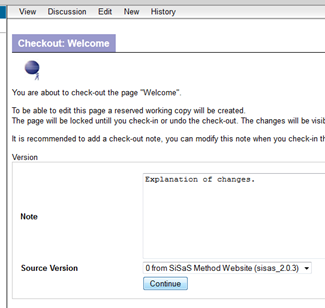 View Discussion Edit New History
Checkout: Welcome
You are about to check-out the page "Welcome".
To be able to edit this page a reserved working copy will be created.
The page will be locked untill you check-in or undo the check-out. The changes will be
It is recommended to add a check-out note, you can modify this note when you check-in
Version
Explanation of changes.
Note
Source Version 0 from SiSaS Method Website (sisas_2.0.3)
Continue